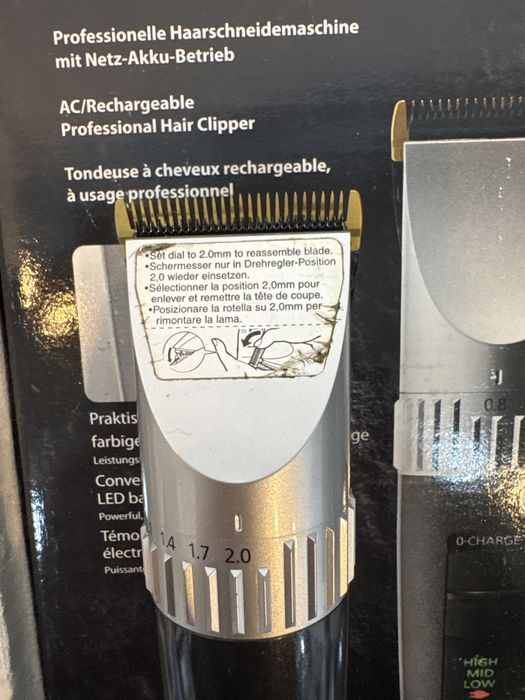 Professionelle Haarschneidemaschine
mit Netz-Akku-Betrieb
AC/Rechargeable
Professional Hair Clipper
Tondeuse à cheveux rechargeable,
à usage professionnel
•Set dial to 2.0mm to reassemble blade.
•Schermesser nur in Drehregler-Position
2,0 wieder einsetzen.
•Sélectionner la position 2,0mm pour
enlever et remettre la tête de coupe.
•Posizionare la rotella su 2,0mm per
rimontare la lama.
Praktis
farbige
Leistungs
ge
Conve
LED ba
Powerful,
Témo
électr
Puissant
1.4 1.7 2.0
0.8
0-CHARGE
HIGH
MID
LOW